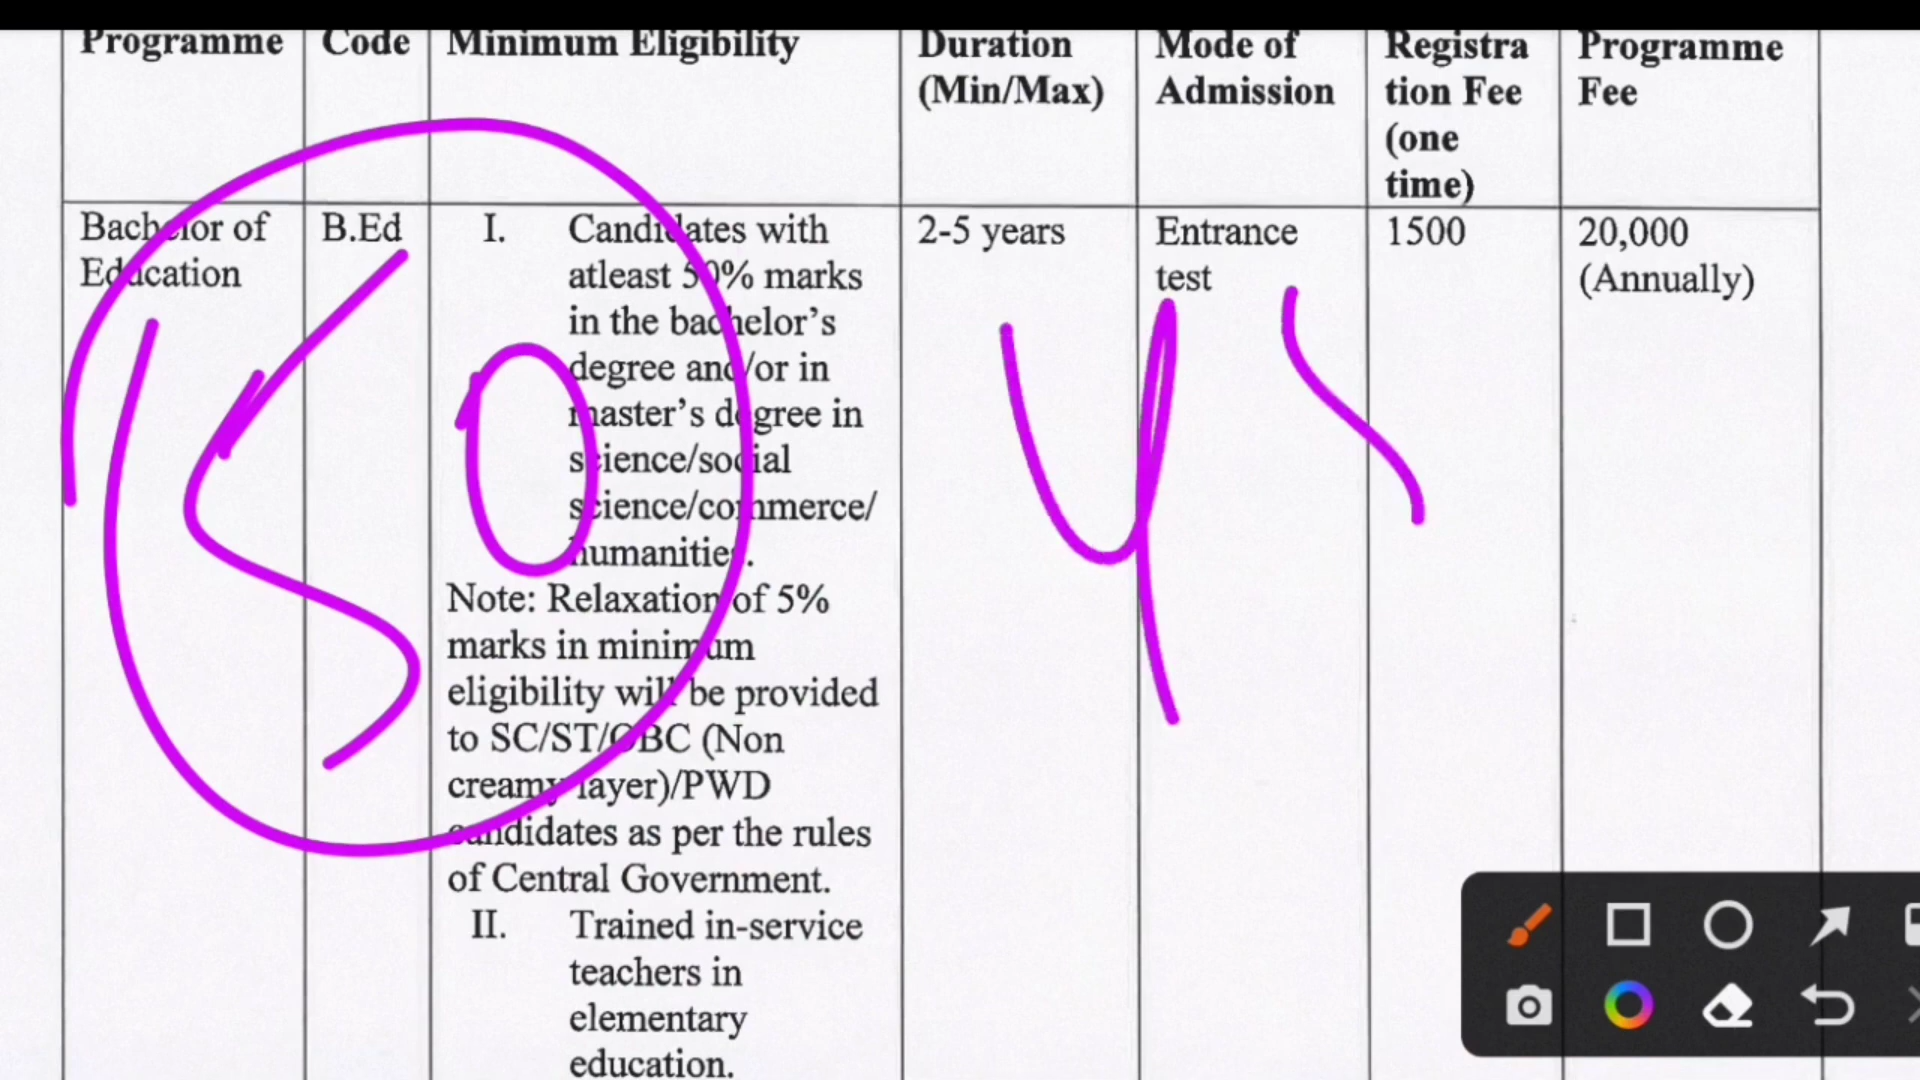 Programme Code Minimum Eligibility Duration Mode of Registra Programme
(Min/Max) Admission tion Fee Fee
(one
time)
Bachelor of B.Ed I. Candidates with 2-5 years Entrance 1500 20,000
Education atleast 50% marks test (Annually)
in the bachelor's
degree and/or in
master's degree in
science/social
science/commerce/
humanities.
Note: Relaxation of 5%
marks in minimum
eligibility will be provided
to SC/ST/OBC (Non
creamy layer)/PWD
candidates as per the rules
of Central Government.
II. Trained in-service
teachers in
elementary
education.
50